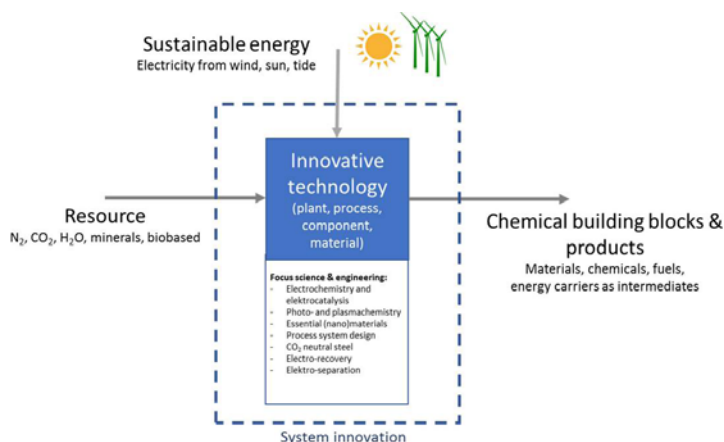 Sustainable energy
Electricity from wind, sun, tide
Innovative
technology
(plant, process,
component,
material)
Resource
N₂, CO₂, H₂O, minerals, biobased
Chemical building blocks &
products
Materials, chemicals, fuels,
energy carriers as intermediates
Focus science & engineering:
- Electrochemistry and
elektrocatalysis
- Photo- and plasmachemistry
- Essential (nano)materials
- Process system design
- CO₂ neutral steel
- Electro-recovery
- Elektro-separation
System innovation